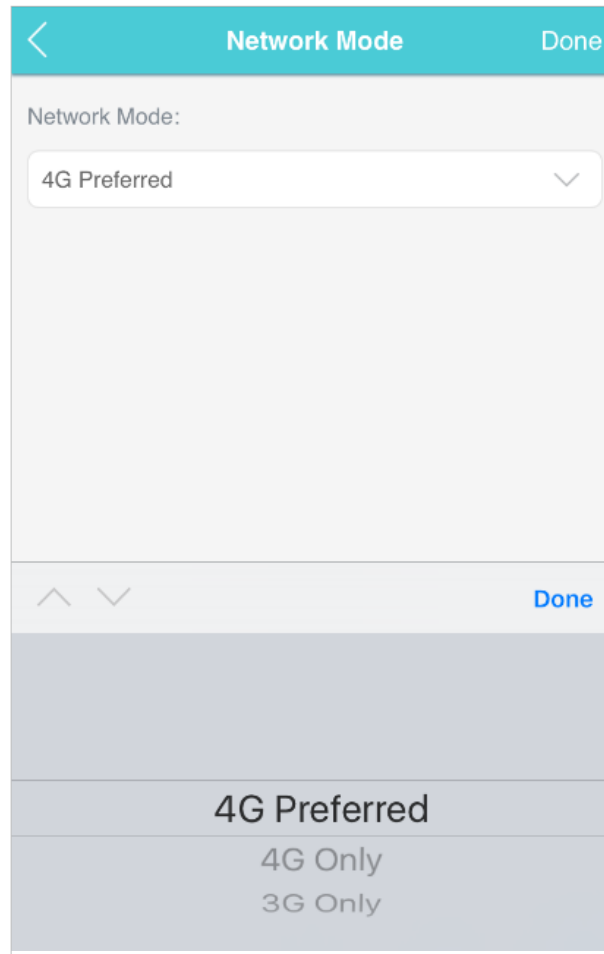 Network Mode Done
Network Mode:
4G Preferred
Done
4G Preferred
4G Only
3G Only